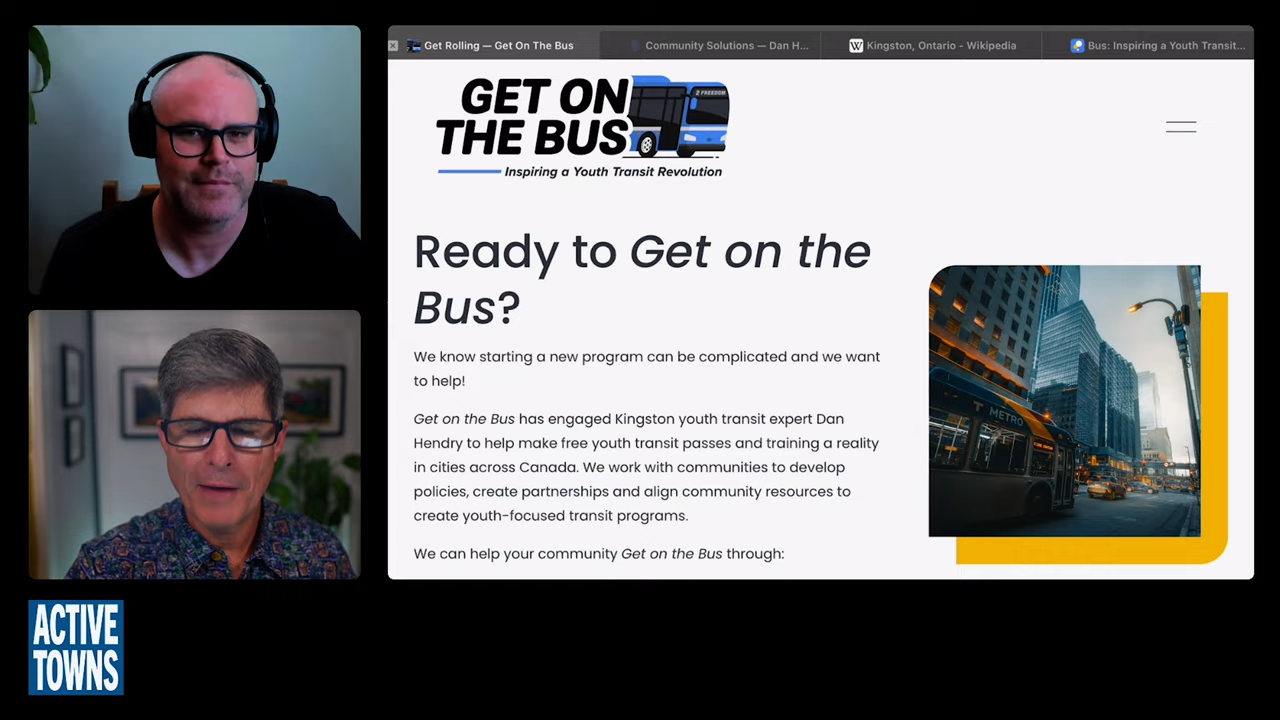 Get Rolling — Get On The Bus
Community Solutions — Dan H...
Kingston, Ontario - Wikipedia
Bus: Inspiring a Youth Transit...
GET ON
THE BUS
Z FREEDOM
Inspiring a Youth Transit Revolution
Ready to Get on the
Bus?
We know starting a new program can be complicated and we want
to help!
Get on the Bus has engaged Kingston youth transit expert Dan
Hendry to help make free youth transit passes and training a reality
in cities across Canada. We work with communities to develop
policies, create partnerships and align community resources to
create youth-focused transit programs.
We can help your community Get on the Bus through:
T METRO
ACTIVE
TOWNS